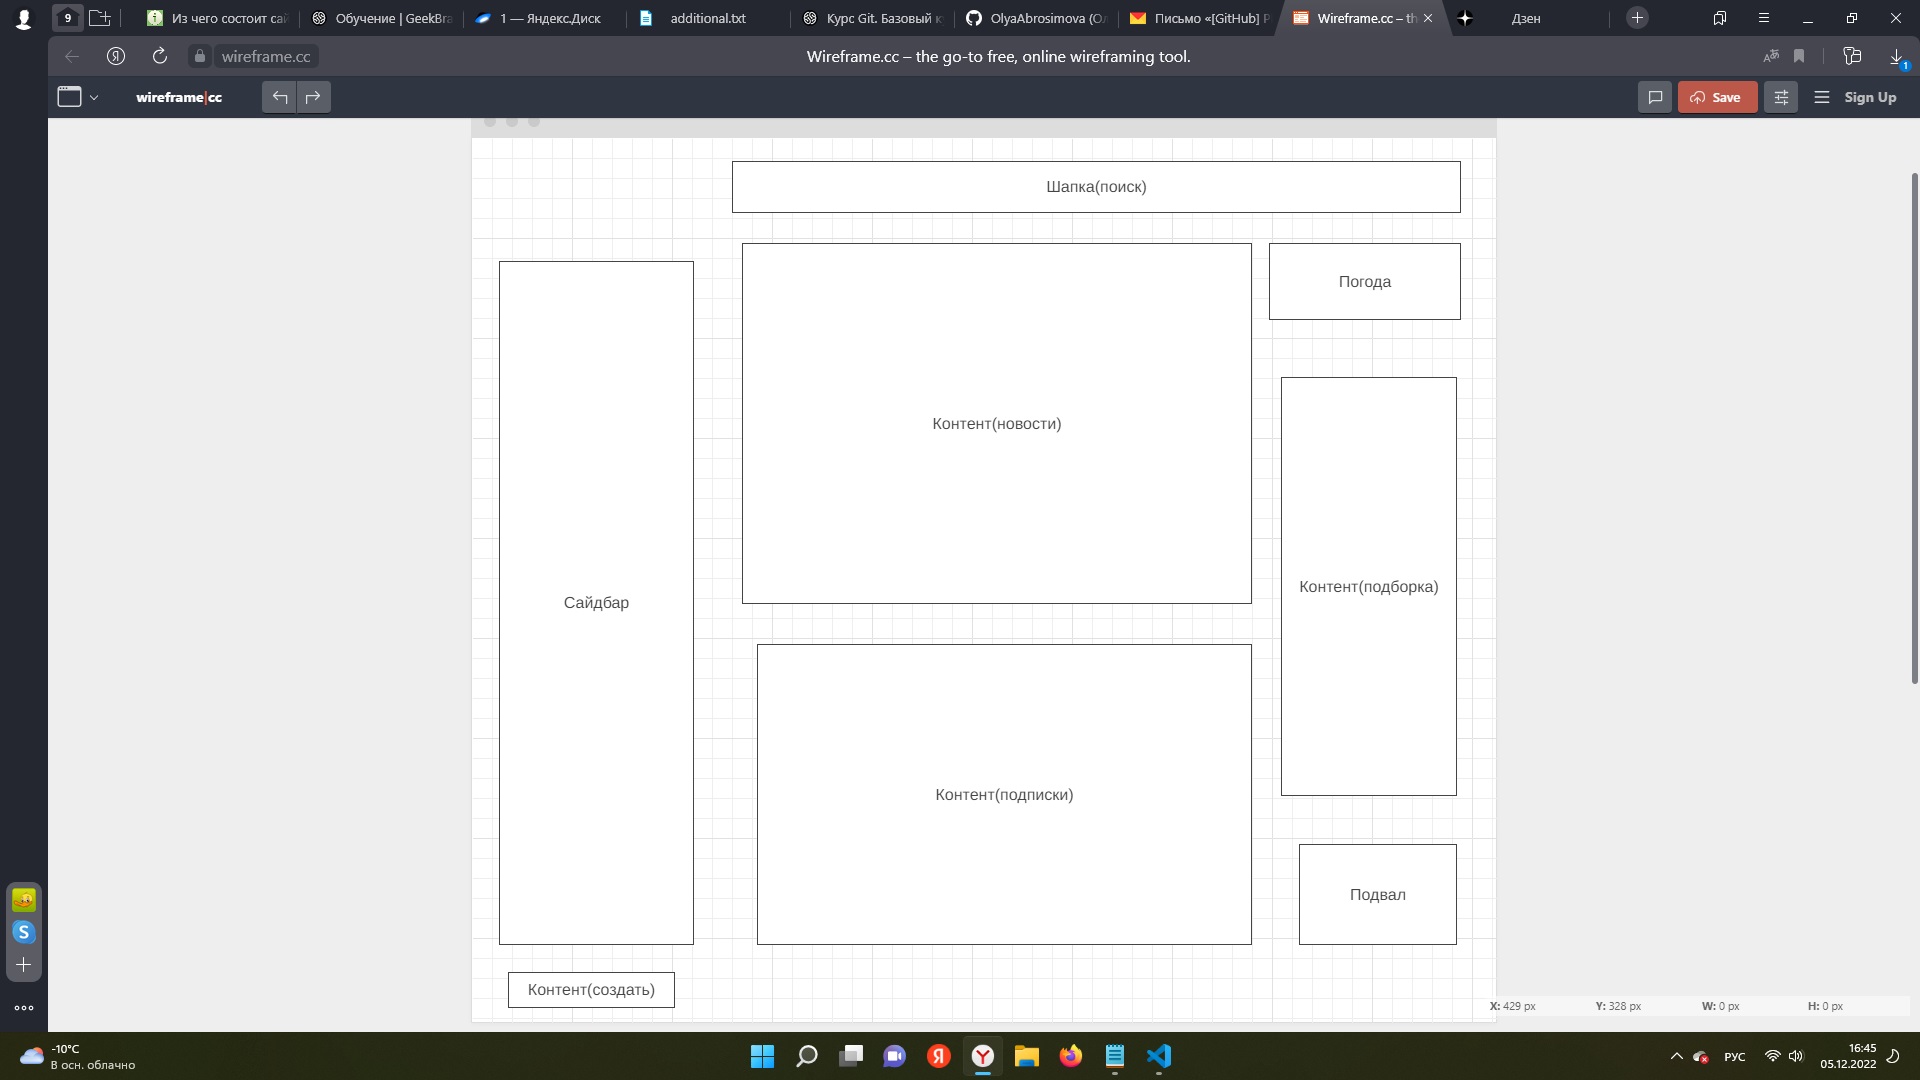 9
Из чего состоит сай
Обучение | GeekBra
1 — Яндекс.Диск
additional.txt
Курс Git. Базовый к
OlyaAbrosimova (Ол
Письмо «[GitHub] P
Wireframe.cc – th
Дзен
wireframe.cc
Wireframe.cc – the go-to free, online wireframing tool.
1
wireframe|cc
Save
Sign Up
Шапка(поиск)
Погода
Контент(новости)
Контент(подборка)
Сайдбар
Контент(подписки)
Подвал
Контент(создать)
X: 429 px
Y: 328 px
W: 0 px
H: 0 px
-10°C
В осн. облачно
РУС
16:45
05.12.2022